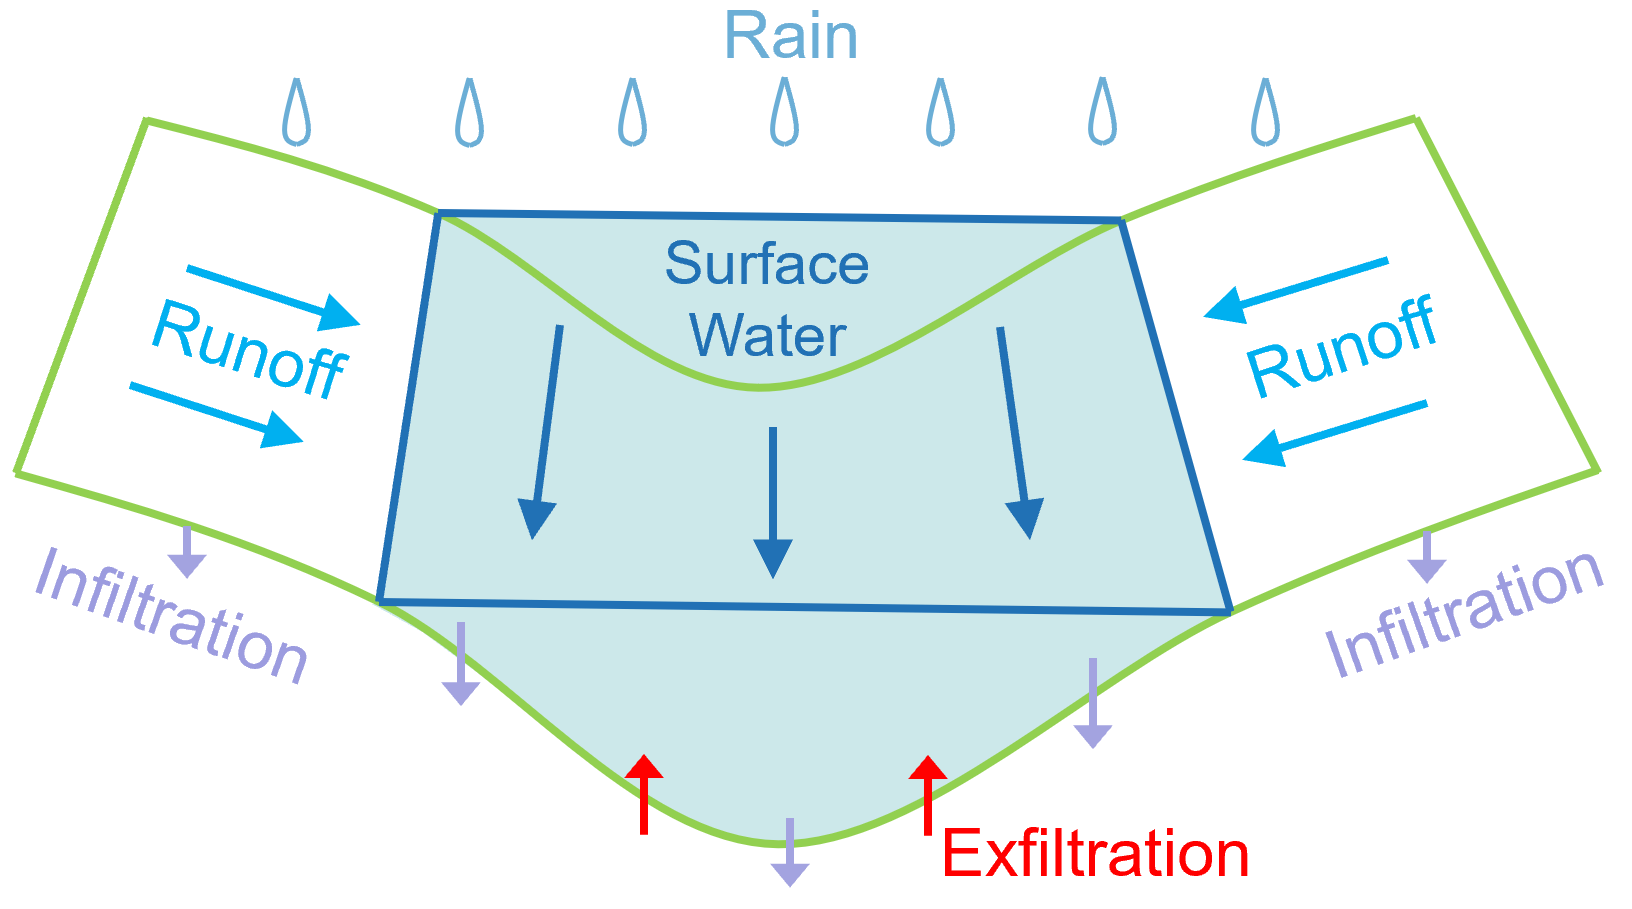 Rain
Surface
Water
Runoff
Runoff
Infiltration
Infiltration
Exfiltration